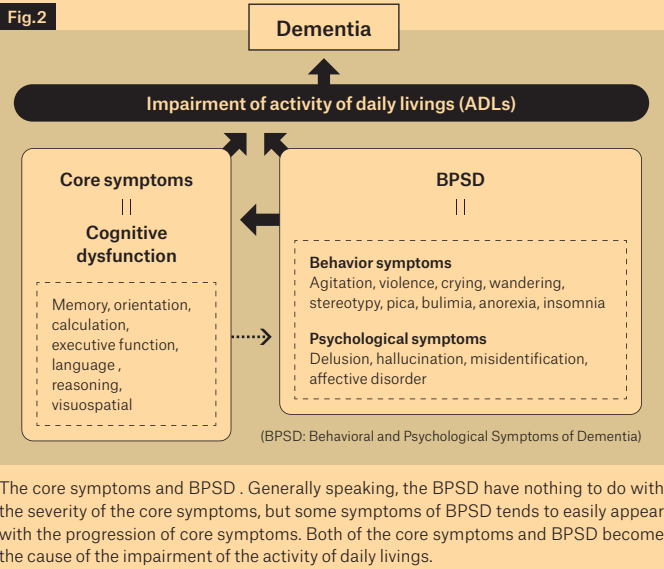 Fig.2
Dementia
Impairment of activity of daily livings (ADLs)
Core symptoms
Cognitive
dysfunction
Memory, orientation,
calculation,
executive function,
language ,
reasoning,
visuospatial
BPSD
Behavior symptoms
Agitation, violence, crying, wandering,
stereotypy, pica, bulimia, anorexia, insomnia
Psychological symptoms
Delusion, hallucination, misidentification,
affective disorder
(BPSD: Behavioral and Psychological Symptoms of Dementia)
The core symptoms and BPSD . Generally speaking, the BPSD have nothing to do with
the severity of the core symptoms, but some symptoms of BPSD tends to easily appear
with the progression of core symptoms. Both of the core symptoms and BPSD become
the cause of the impairment of the activity of daily livings.